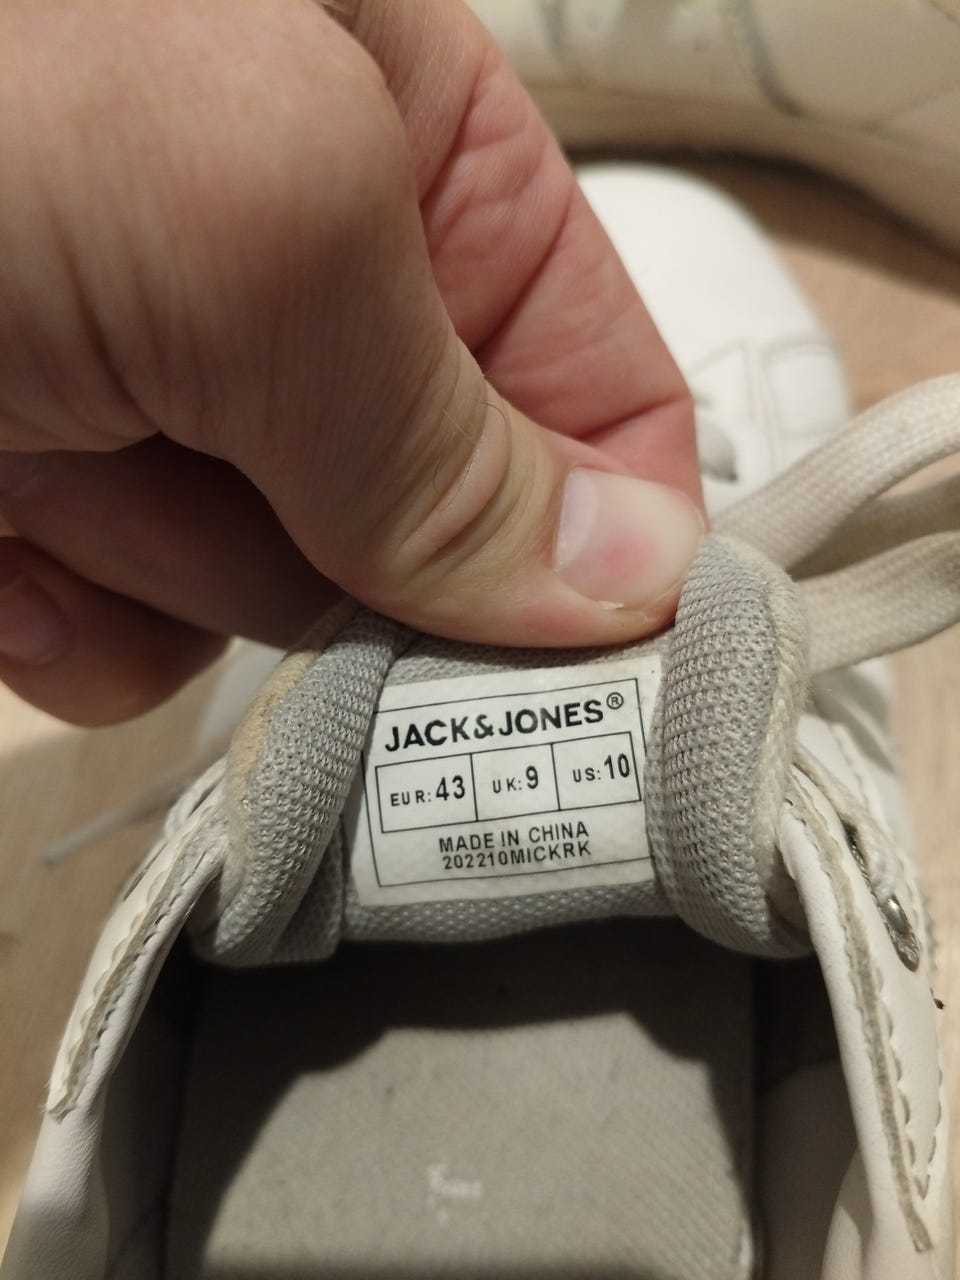 JACK&JONES®
EUR: 43 UK: 9 US: 10
MADE IN CHINA
202210MICKRK